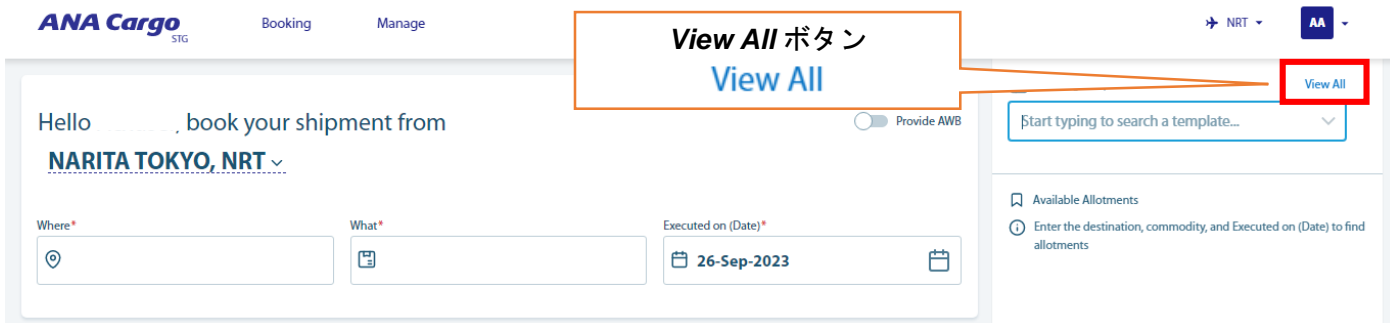 ANA Cargo
STG
Booking
Manage
NRT
AA
View All ボタン
View All
View All
Hello , book your shipment from
NARITA TOKYO, NRT
Provide AWB
Start typing to search a template...
Where*
What*
Executed on (Date)*
26-Sep-2023
Available Allotments
Enter the destination, commodity, and Executed on (Date) to find
allotments